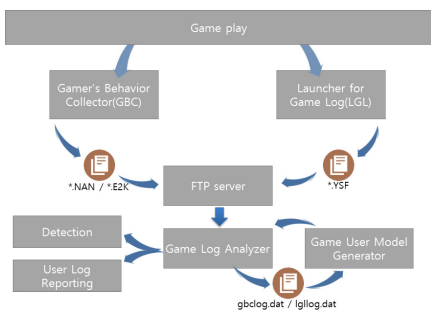 Game play
Gamer's Behavior
Collector(GBC)
Launcher for
Game Log(LGL)
*.NAN / *.E2K
*.YSF
FTP server
Detection
Game Log Analyzer
Game User Model
Generator
User Log
Reporting
gbclog.dat / lgllog.dat